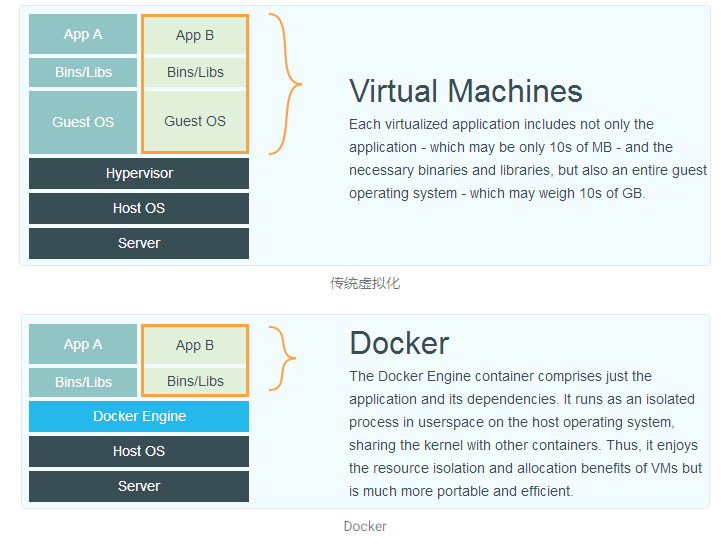 App A
App B
Bins/Libs
Bins/Libs
Guest OS
Guest OS
Hypervisor
Host OS
Server
Virtual Machines
Each virtualized application includes not only the
application - which may be only 10s of MB - and the
necessary binaries and libraries, but also an entire guest
operating system - which may weigh 10s of GB.
传统虚拟化
App A
App B
Bins/Libs
Bins/Libs
Docker Engine
Host OS
Server
Docker
The Docker Engine container comprises just the
application and its dependencies. It runs as an isolated
process in userspace on the host operating system,
sharing the kernel with other containers. Thus, it enjoys
the resource isolation and allocation benefits of VMs but
is much more portable and efficient.
Docker